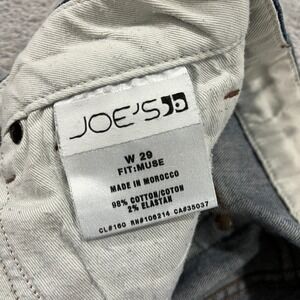 JOE'S
W 29
FIT:MUSE
MADE IN MOROCCO
98% COTTON/COTON
2% ELASTAN
CL#160 RN#106214 CA#35037